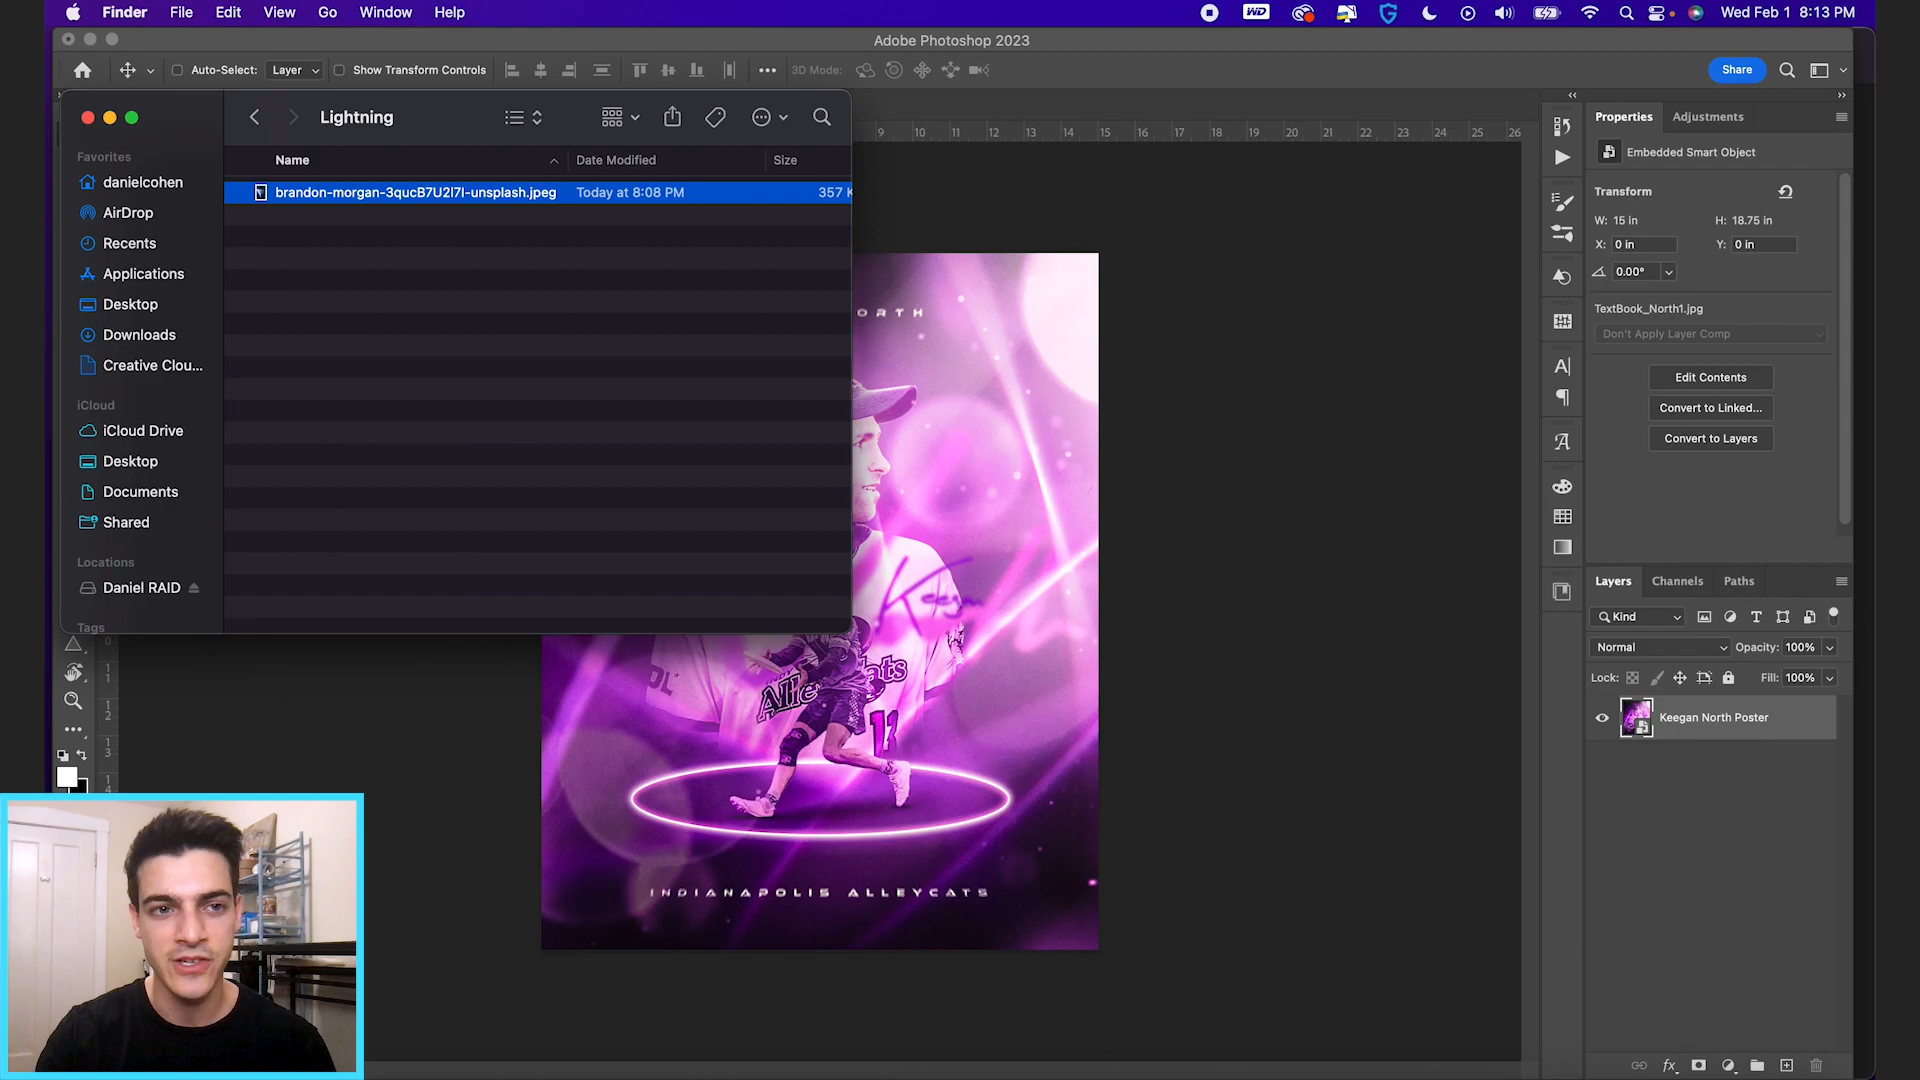 Finder File Edit View Go Window Help
WD
Wed Feb 1 8:13 PM
Adobe Photoshop 2023
Auto-Select: Layer Show Transform Controls
3D Mode:
Share
Lightning
9 10 11 12 13 14 15 16 17 18 19 20 21 22 23 24 25 26
Favorites
danielcohen
AirDrop
Recents
Applications
Desktop
Downloads
Creative Clou...
iCloud
iCloud Drive
Desktop
Documents
Shared
Locations
Daniel RAID
Tags
Name Date Modified Size
brandon-morgan-3qucB7U2l7I-unsplash.jpeg Today at 8:08 PM 357 K
ORTH
Keegan
Alleycats
13
INDIANAPOLIS ALLEYCATS
Properties Adjustments
Embedded Smart Object
Transform
W: 15 in H: 18.75 in
X: 0 in Y: 0 in
0.00°
TextBook_North1.jpg
Don't Apply Layer Comp
Edit Contents
Convert to Linked...
Convert to Layers
Layers Channels Paths
Kind
Normal Opacity: 100%
Lock: Fill: 100%
Keegan North Poster
fx